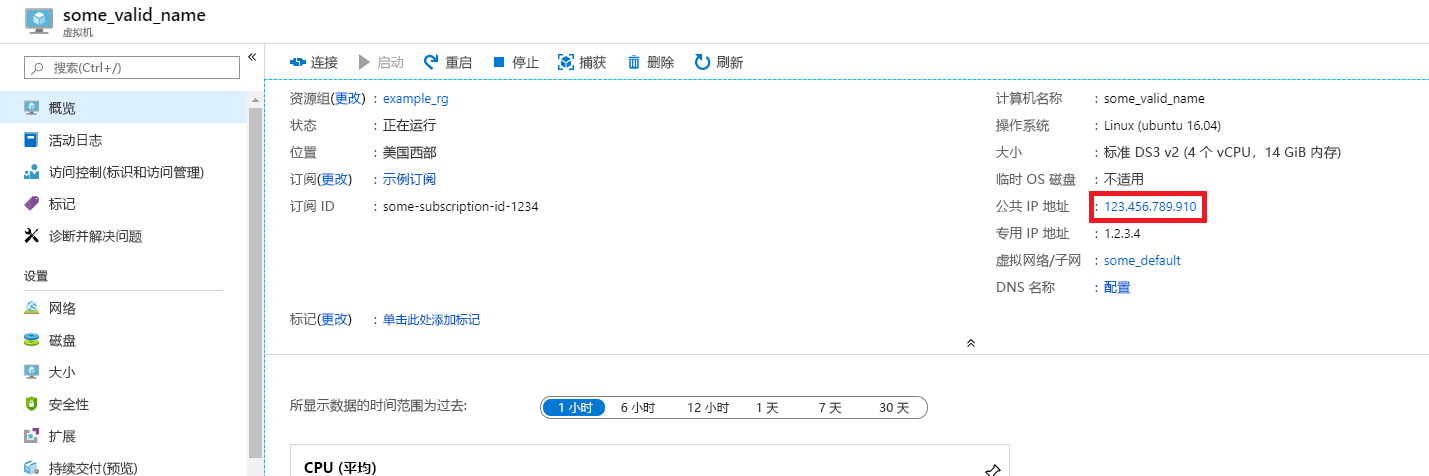 some_valid_name
虚拟机
搜索(Ctrl+/)
«
概览
活动日志
访问控制(标识和访问管理)
标记
诊断并解决问题
设置
网络
磁盘
大小
安全性
扩展
持续交付(预览)
连接 启动 重启 停止 捕获 删除 刷新
资源组(更改) : example_rg
状态 : 正在运行
位置 : 美国西部
订阅(更改) : 示例订阅
订阅 ID : some-subscription-id-1234
标记(更改) : 单击此处添加标记
计算机名称 : some_valid_name
操作系统 : Linux (ubuntu 16.04)
大小 : 标准 DS3 v2 (4 个 vCPU，14 GiB 内存)
临时 OS 磁盘 : 不适用
公共 IP 地址 : 123.456.789.910
专用 IP 地址 : 1.2.3.4
虚拟网络/子网 : some_default
DNS 名称 : 配置
所显示数据的时间范围为过去: 1 小时 6 小时 12 小时 1 天 7 天 30 天
CPU (平均)